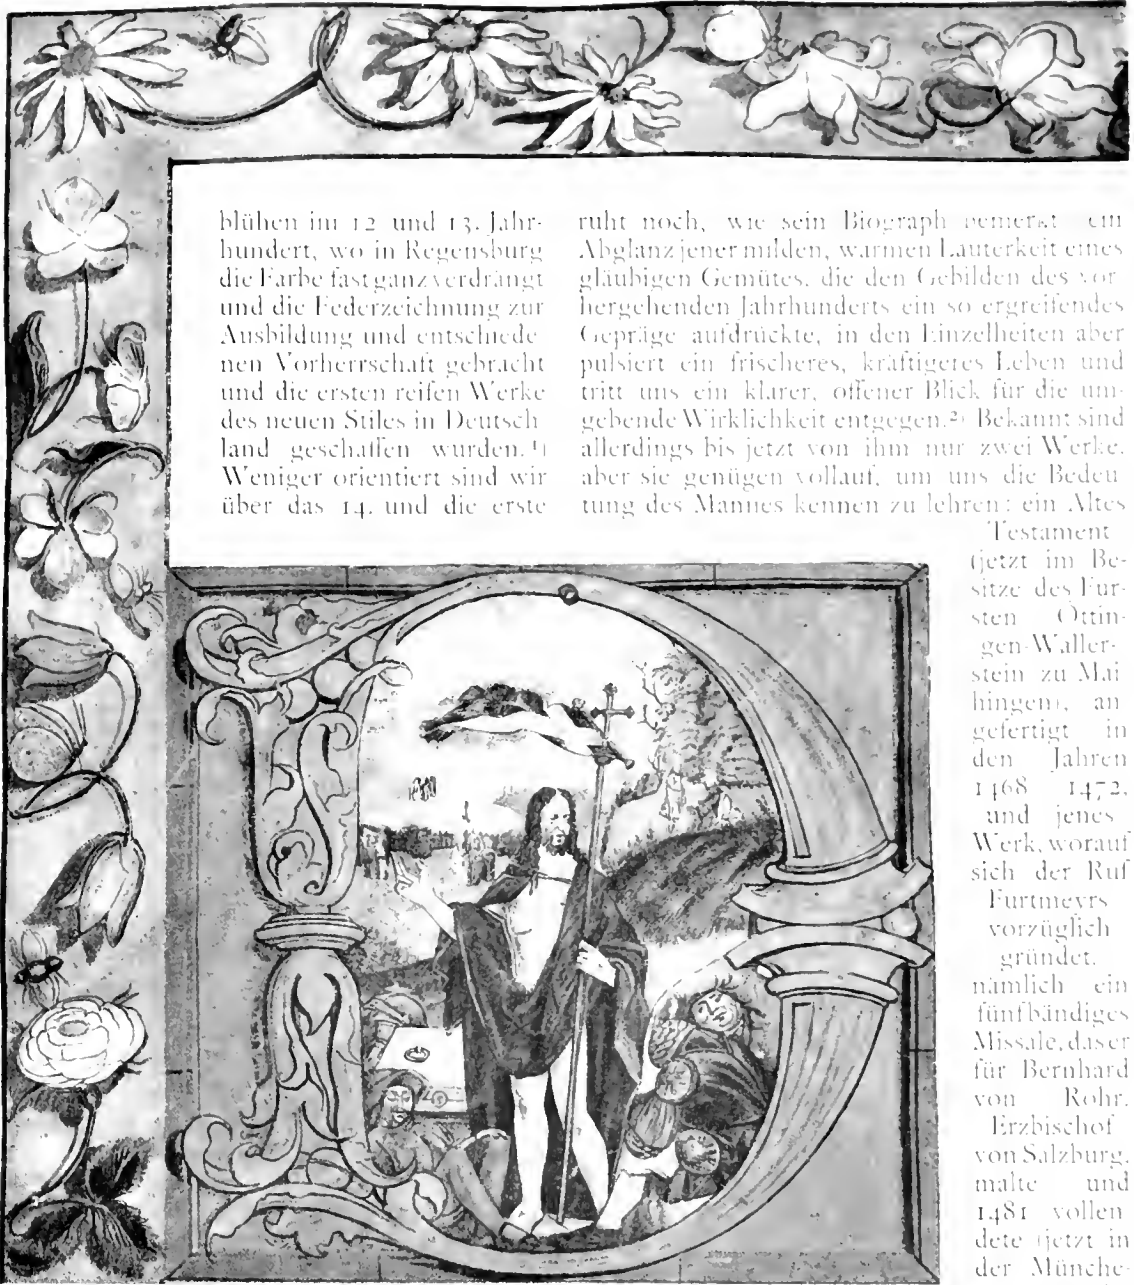 blühen im 12 und 13. Jahr-
hundert, wo in Regensburg
die Farbe fast ganz verdrängt
und die Federzeichnung zur
Ausbildung und entschiede
nen Vorherrschaft gebracht
und die ersten reifen Werke
des neuen Stiles in Deutsch
land geschaffen wurden.¹)
Weniger orientiert sind wir
über das 14. und die erste
ruht noch, wie sein Biograph bemerkt ein
Abglanz jener milden, warmen Lauterkeit eines
gläubigen Gemütes, die den Gebilden des vor
hergehenden Jahrhunderts ein so ergreifendes
Gepräge aufdrückte, in den Einzelheiten aber
pulsiert ein frischeres, kräftigeres Leben und
tritt uns ein klarer, offener Blick für die um-
gebende Wirklichkeit entgegen.²) Bekannt sind
allerdings bis jetzt von ihm nur zwei Werke,
aber sie genügen vollauf, um uns die Bedeu
tung des Mannes kennen zu lehren: ein Altes
Testament
(jetzt im Be-
sitze des Für-
sten Öttin-
gen-Waller-
stein zu Mai
hingen), an
gefertigt in
den Jahren
1468 1472,
und jenes
Werk, worauf
sich der Ruf
Furtmeyrs
vorzüglich
gründet.
nämlich ein
fünfbändiges
Missale, das er
für Bernhard
von Rohr,
Erzbischof
von Salzburg,
malte und
1481 vollen
dete (jetzt in
der Münche-